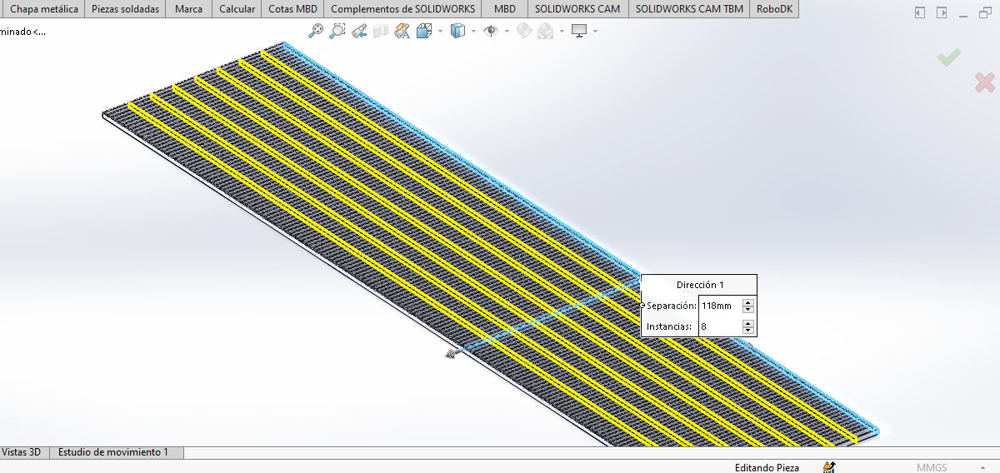 Chapa metálica Piezas soldadas Marca Calcular Cotas MBD Complementos de SOLIDWORKS MBD SOLIDWORKS CAM SOLIDWORKS CAM TBM RoboDK
minado<...
Dirección 1
Separación: 118mm
Instancias: 8
Vistas 3D Estudio de movimiento 1
Editando Pieza MMGS